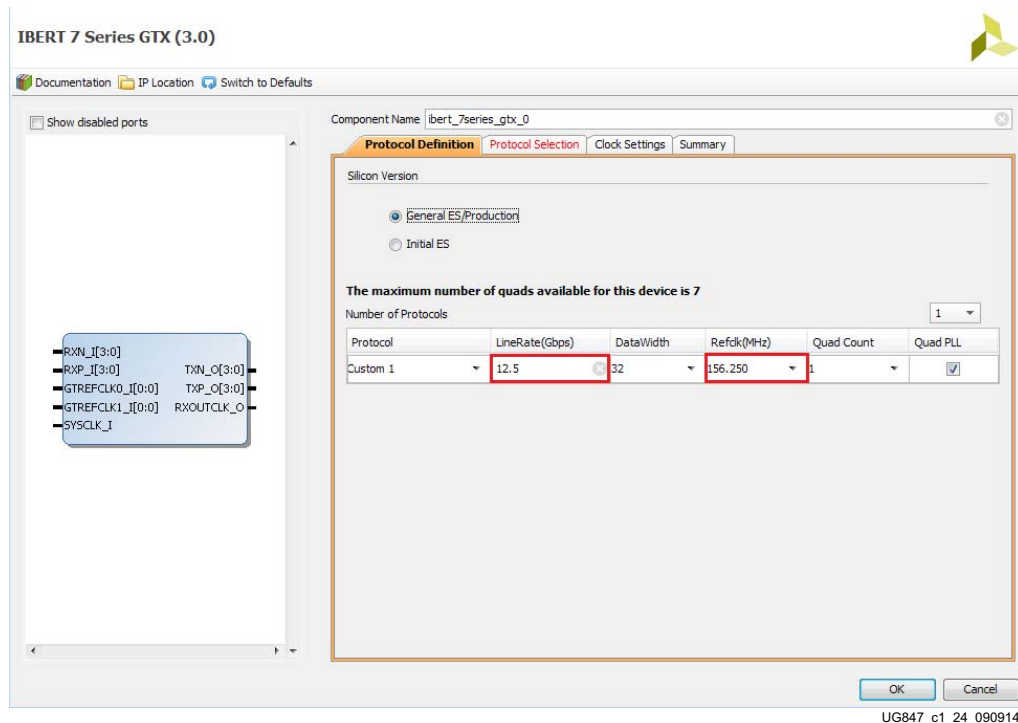 IBERT 7 Series GTX (3.0)
Documentation IP Location Switch to Defaults
Show disabled ports
Component Name ibert_7series_gtx_0
Protocol Definition Protocol Selection Clock Settings Summary
Silicon Version
General ES/Production
Initial ES
The maximum number of quads available for this device is 7
Number of Protocols 1
Protocol LineRate(Gbps) DataWidth Refclk(MHz) Quad Count Quad PLL
Custom 1 12.5 32 156.250 1
RXN_I[3:0]
RXP_I[3:0] TXN_O[3:0]
GTREFCLK0_I[0:0] TXP_O[3:0]
GTREFCLK1_I[0:0] RXOUTCLK_O
SYSCLK_I
OK Cancel
UG847_c1_24_090914